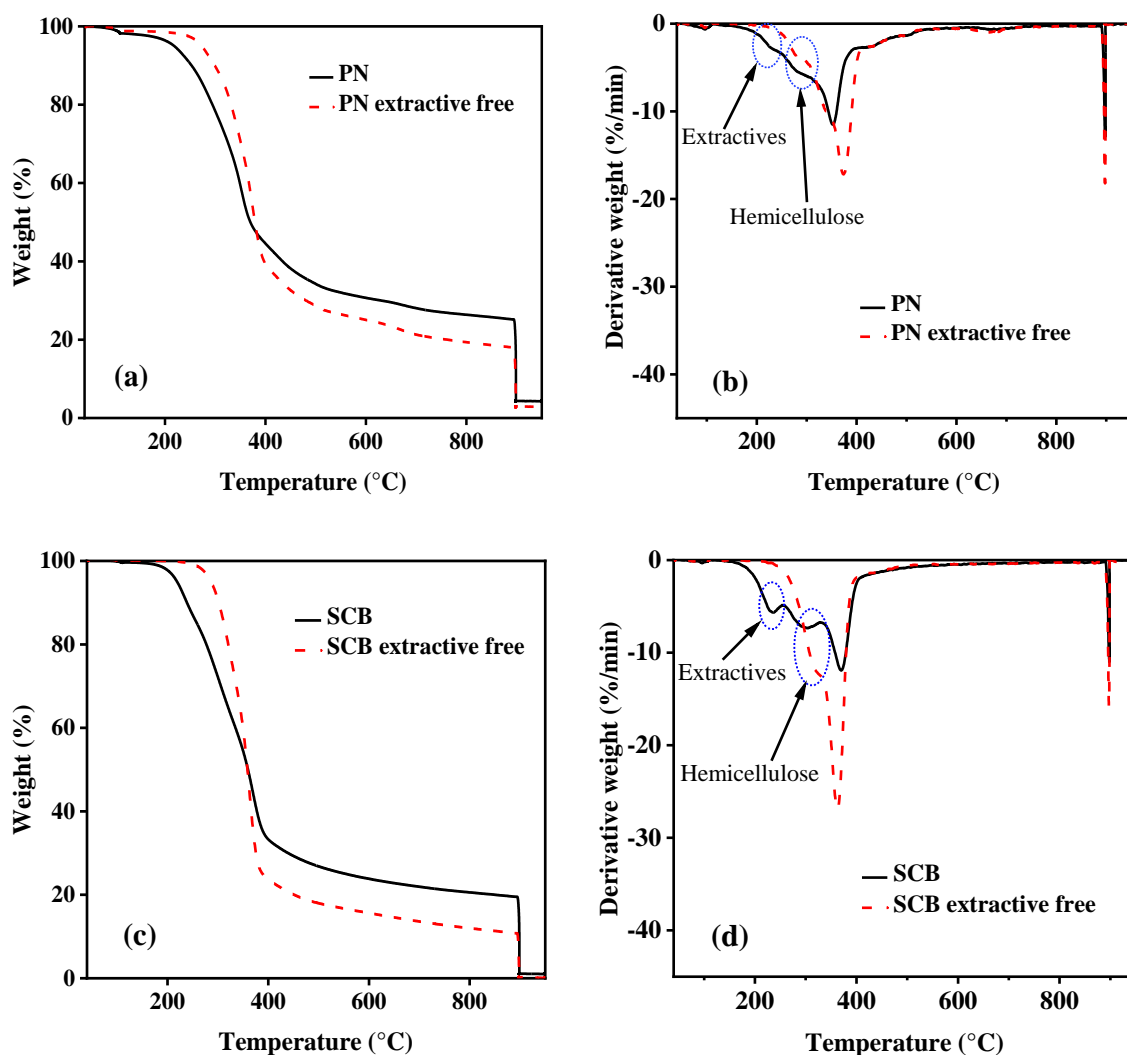 100
80
60
40
20
0
Weight (%)
PN
PN extractive free
(a)
200 400 600 800
Temperature (°C)
0
-10
-20
-30
-40
Derivative weight (%/min)
Extractives
Hemicellulose
PN
PN extractive free
(b)
200 400 600 800
Temperature (°C)
100
80
60
40
20
0
Weight (%)
SCB
SCB extractive free
(c)
200 400 600 800
Temperature (°C)
0
-10
-20
-30
-40
Derivative weight (%/min)
Extractives
Hemicellulose
SCB
SCB extractive free
(d)
200 400 600 800
Temperature (°C)